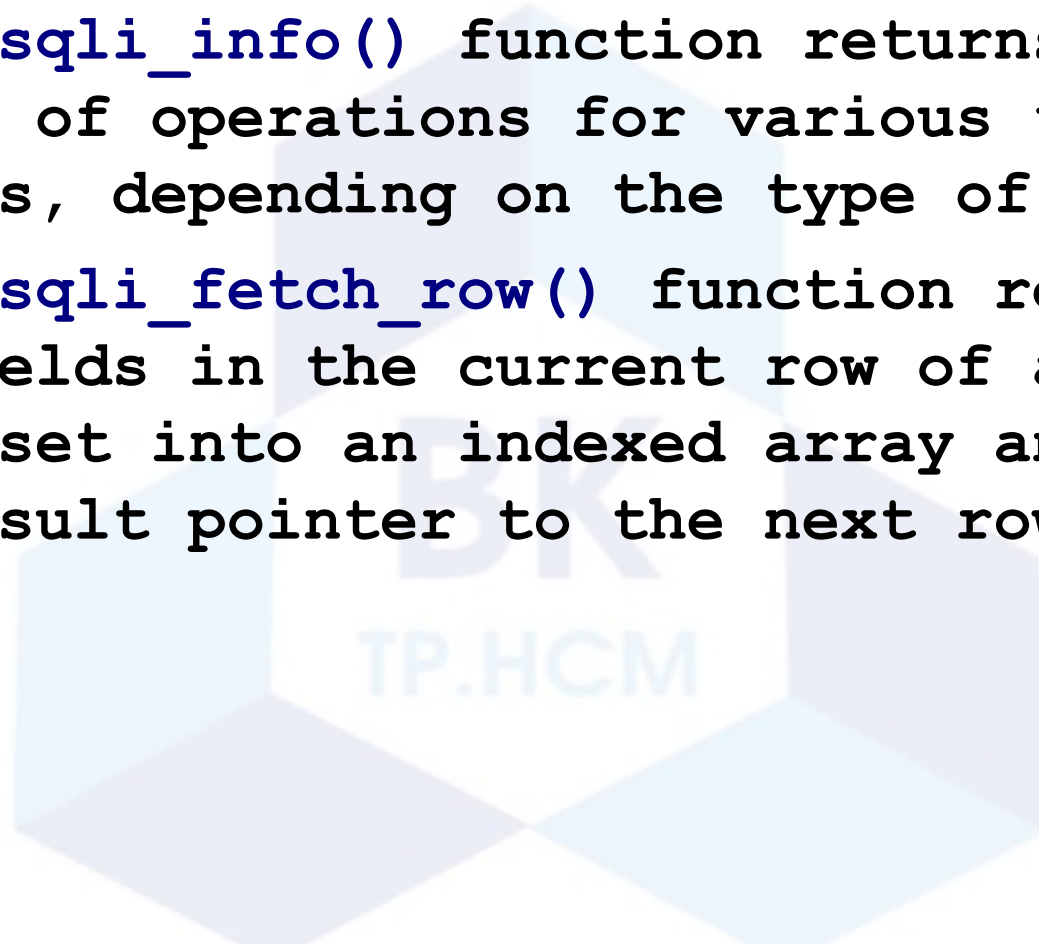 sqli_info() function returns
of operations for various
s, depending on the type of
sqli_fetch_row() function re
elds in the current row of a
set into an indexed array an
sult pointer to the next row
BK
TP.HCM